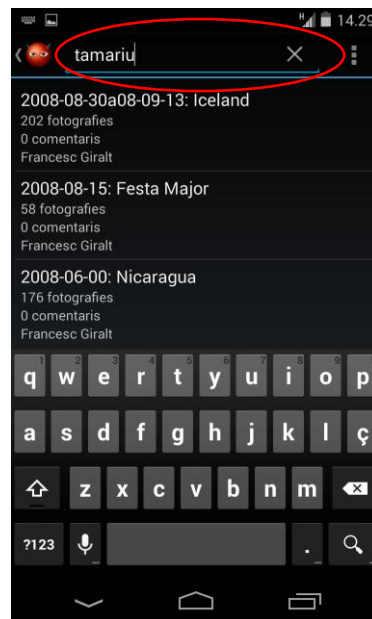 H 14.29
tamariu
2008-08-30a08-09-13: Iceland
202 fotografies
0 comentaris
Francesc Giralt
2008-08-15: Festa Major
58 fotografies
0 comentaris
Francesc Giralt
2008-06-00: Nicaragua
176 fotografies
0 comentaris
Francesc Giralt
1 2 3 4 5 6 7 8 9 0
q w e r t y u i o p
a s d f g h j k l ç
z x c v b n m
?123 .